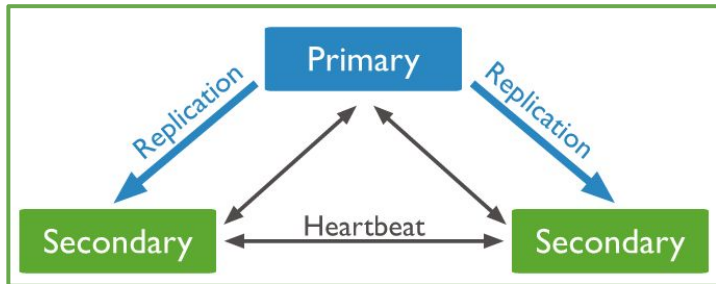 Primary
Replication
Replication
Heartbeat
Secondary
Secondary